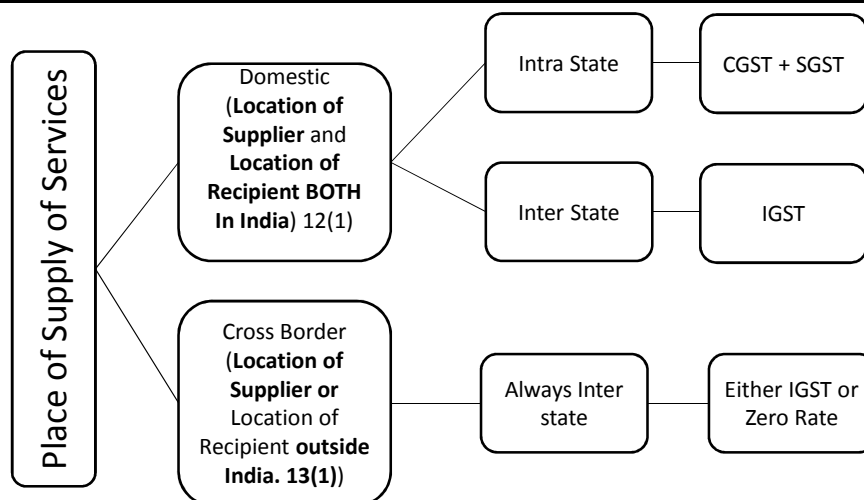 Place of Supply of Services
Domestic
(Location of
Supplier and
Location of
Recipient BOTH
In India) 12(1)
Intra State
CGST + SGST
Inter State
IGST
Cross Border
(Location of
Supplier or
Location of
Recipient outside
India. 13(1))
Always Inter
state
Either IGST or
Zero Rate